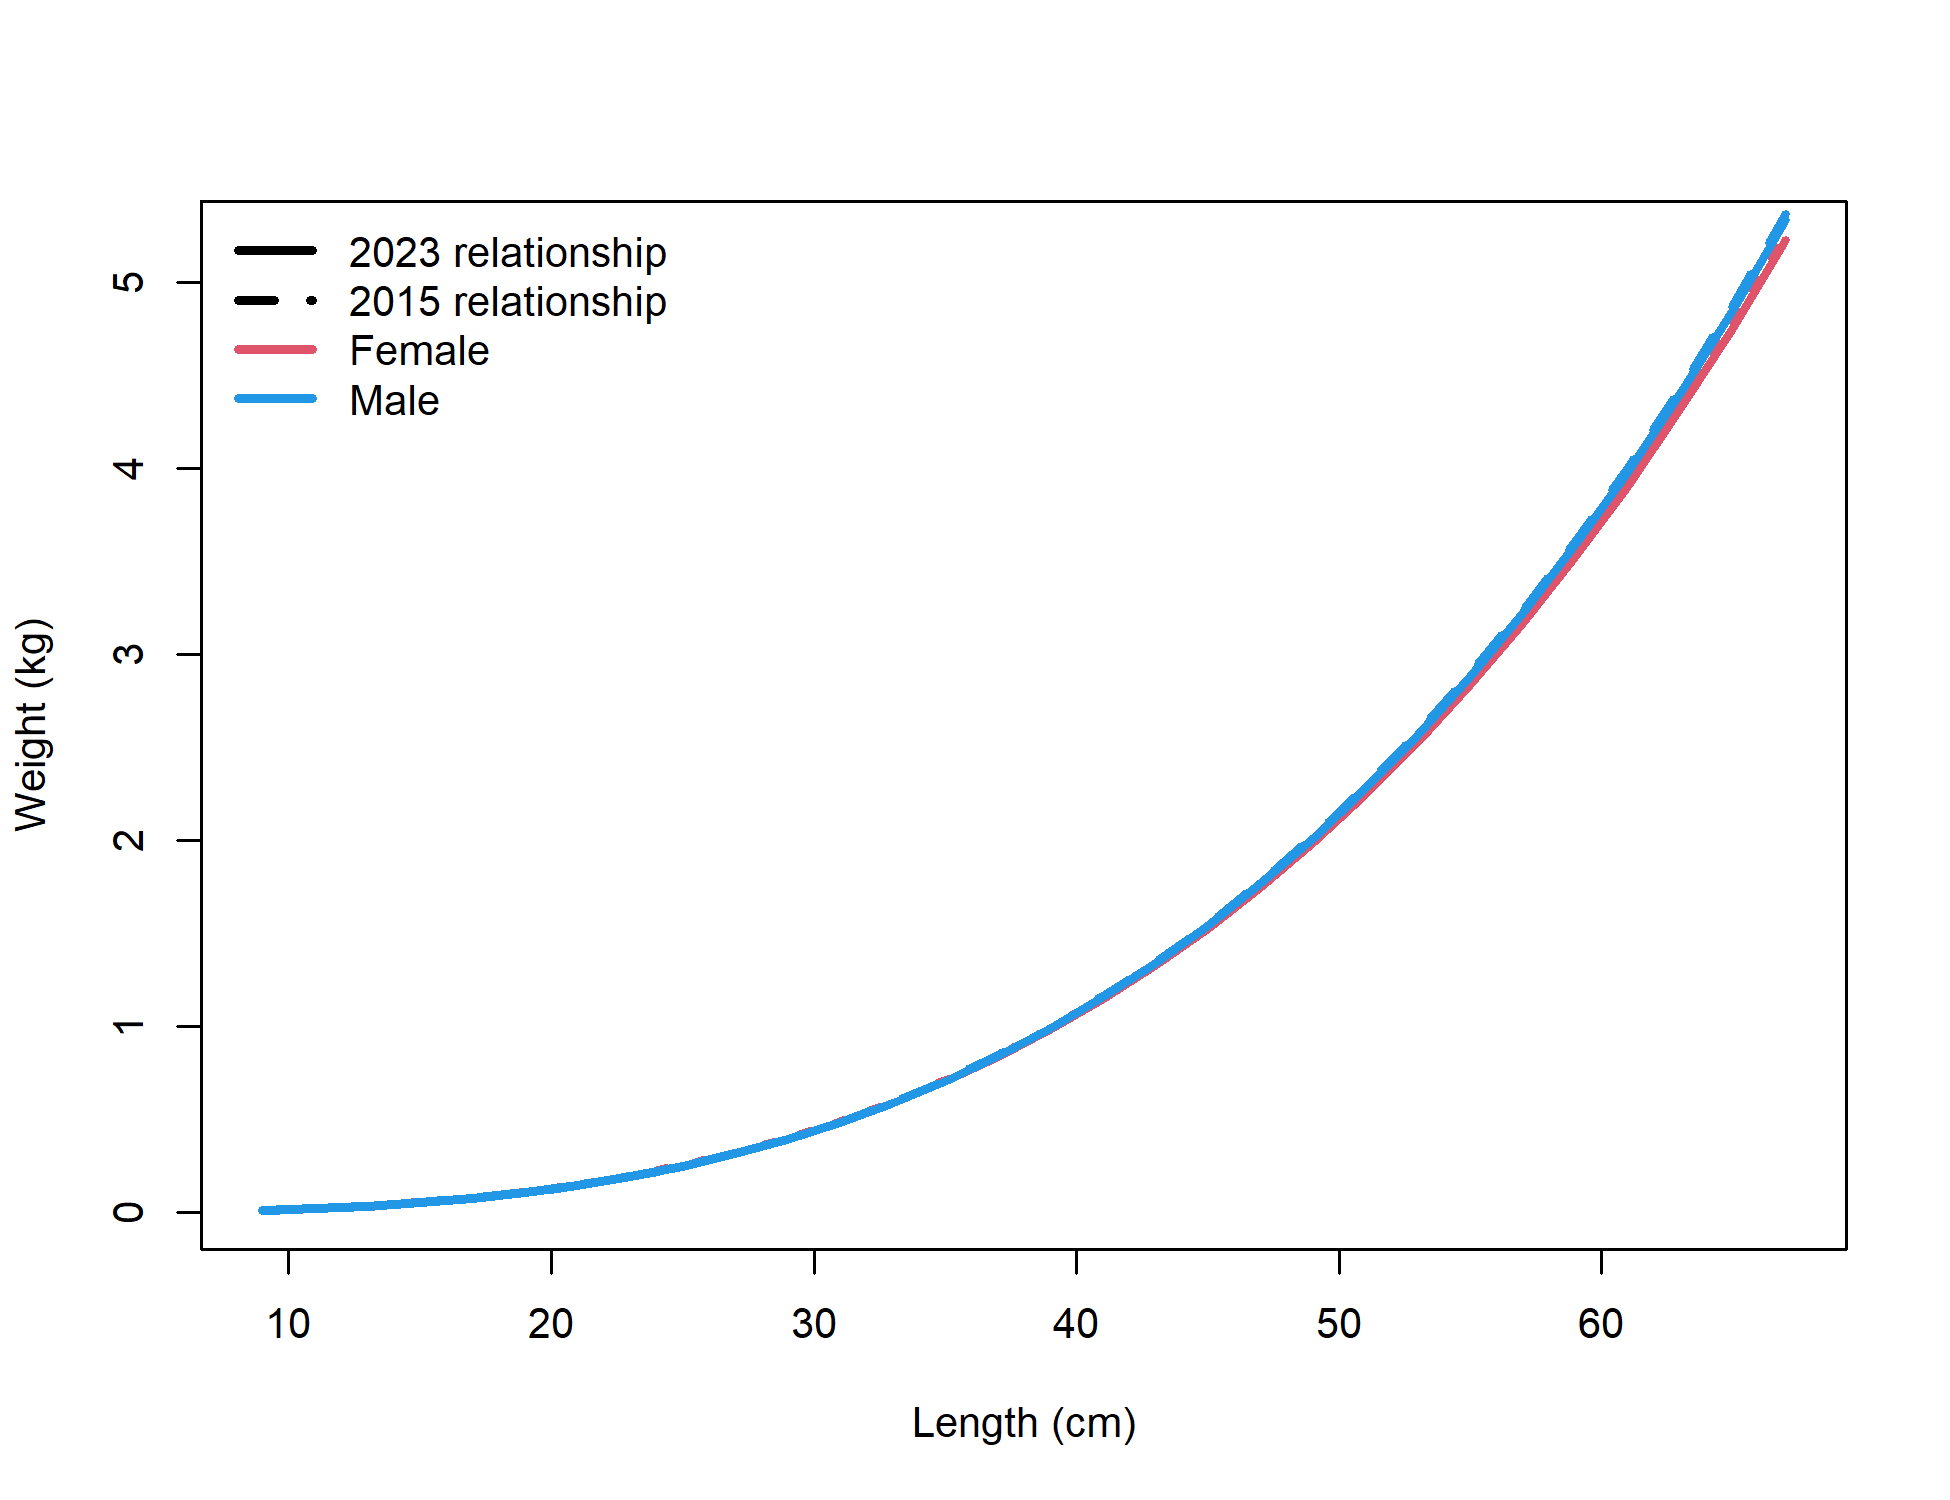 2023 relationship
2015 relationship
Female
Male
Weight (kg)
5
4
3
2
1
0
10 20 30 40 50 60
Length (cm)